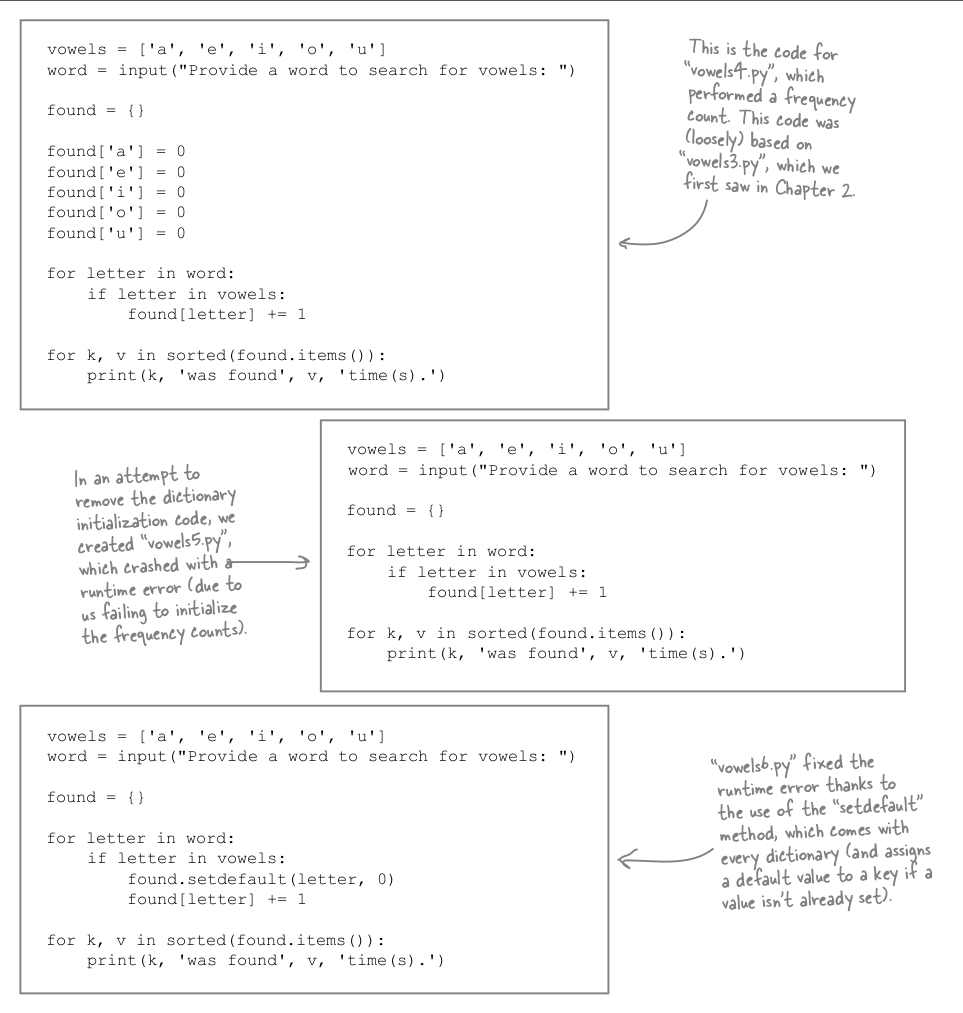 vowels = ['a', 'e', 'i', 'o', 'u']
word = input("Provide a word to search for vowels: ")
found = {}
found['a'] = 0
found['e'] = 0
found['i'] = 0
found['o'] = 0
found['u'] = 0
for letter in word:
    if letter in vowels:
        found[letter] += 1
for k, v in sorted(found.items()):
    print(k, 'was found', v, 'time(s).')
This is the code for
"vowels4.py", which
performed a frequency
count. This code was
(loosely) based on
"vowels3.py", which we
first saw in Chapter 2.
In an attempt to
remove the dictionary
initialization code, we
created "vowels5.py",
which crashed with a
runtime error (due to
us failing to initialize
the frequency counts).
vowels = ['a', 'e', 'i', 'o', 'u']
word = input("Provide a word to search for vowels: ")
found = {}
for letter in word:
    if letter in vowels:
        found[letter] += 1
for k, v in sorted(found.items()):
    print(k, 'was found', v, 'time(s).')
vowels = ['a', 'e', 'i', 'o', 'u']
word = input("Provide a word to search for vowels: ")
found = {}
for letter in word:
    if letter in vowels:
        found.setdefault(letter, 0)
        found[letter] += 1
for k, v in sorted(found.items()):
    print(k, 'was found', v, 'time(s).')
"vowels6.py" fixed the
runtime error thanks to
the use of the "setdefault"
method, which comes with
every dictionary (and assigns
a default value to a key if a
value isn't already set).